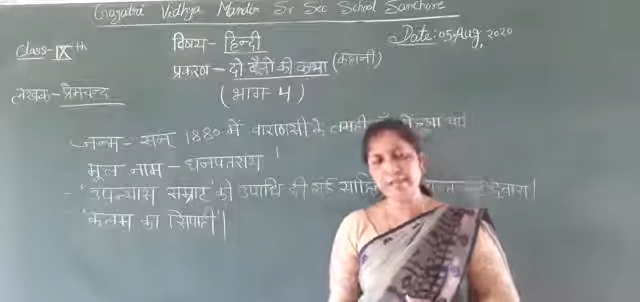 Gayatri Vidhya Mandir Sr Sec School Sanchore
Class-IXth
विषय - हिन्दी
Date: 05, Aug, 2020
प्रकरण - दो बैलों की कथा (कहानी)
लेखक - प्रेमचन्द
(भाग - 4)
जन्म - सन् 1880 में वाराणसी के लमही
मूल नाम - धनपतराय
- 'उपन्यास सम्राट' की उपाधि दी गई
'कलम का सिपाही'।